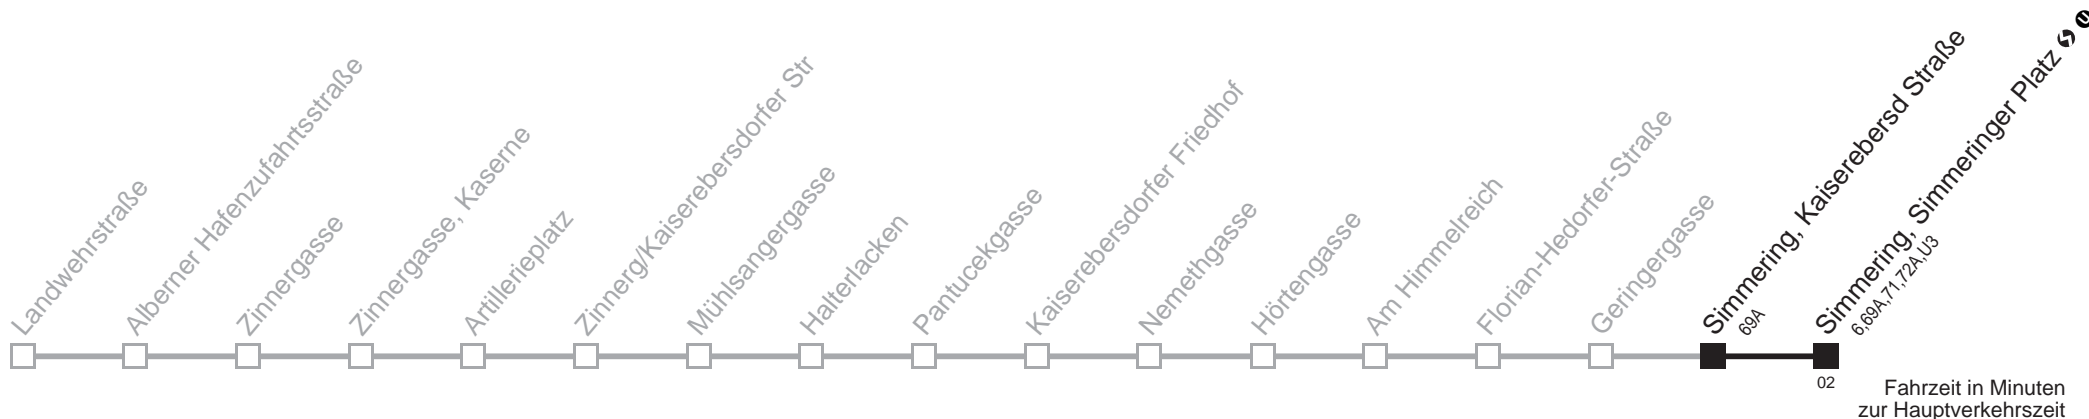 Landwehrstraße
Alberner Hafenzufahrtsstraße
Zinnergasse
Zinnergasse, Kaserne
Artillerieplatz
Zinnerg/Kaiserebersdorfer Str
Mühlsangergasse
Halterlacken
Pantucekgasse
Kaiserebersdorfer Friedhof
Nemethgasse
Hörtengasse
Am Himmelreich
Florian-Hedorfer-Straße
Geringergasse
Simmering, Kaiserebersd Straße
69A
Simmering, Simmeringer Platz S U
6,69A,71,72A,U3
02
Fahrzeit in Minuten
zur Hauptverkehrszeit